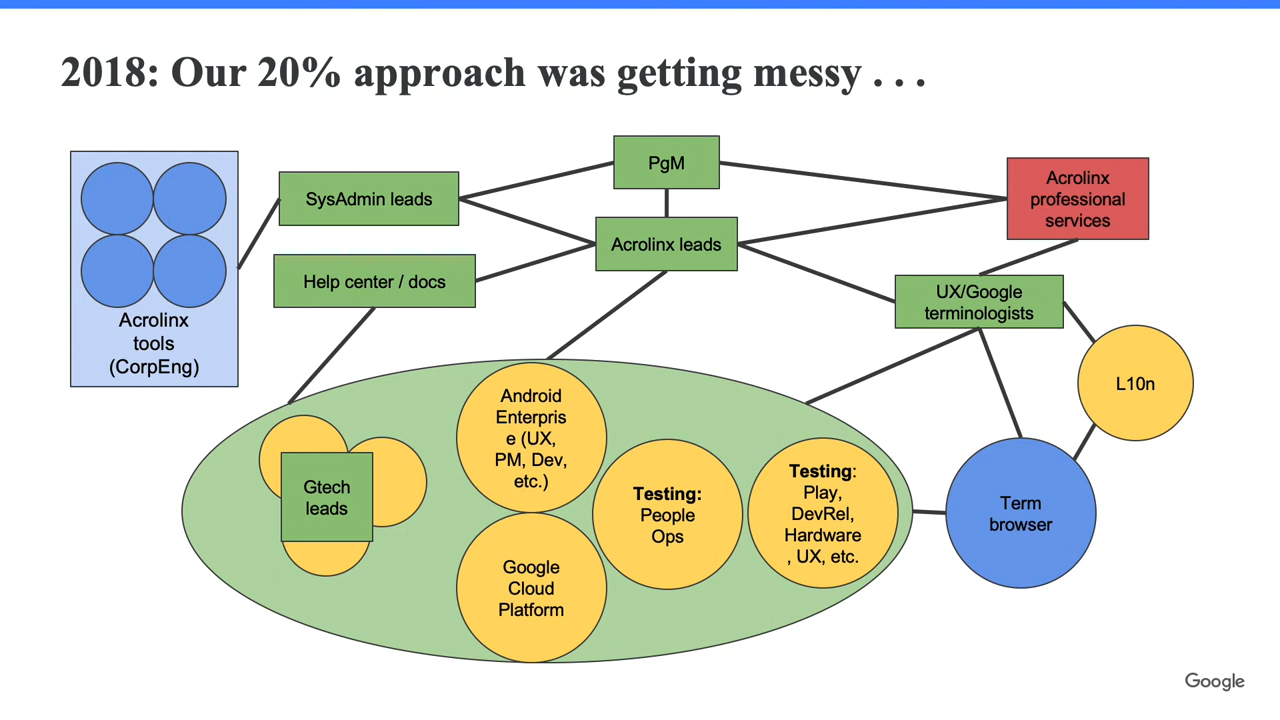 2018: Our 20% approach was getting messy . . .
PgM
SysAdmin leads
Acrolinx
professional
services
Acrolinx leads
Help center / docs
UX/Google
terminologists
Acrolinx
tools
(CorpEng)
L10n
Android
Enterpris
e (UX,
PM, Dev,
etc.)
Gtech
leads
Testing:
People
Ops
Testing:
Play,
DevRel,
Hardware
, UX, etc.
Term
browser
Google
Cloud
Platform
Google